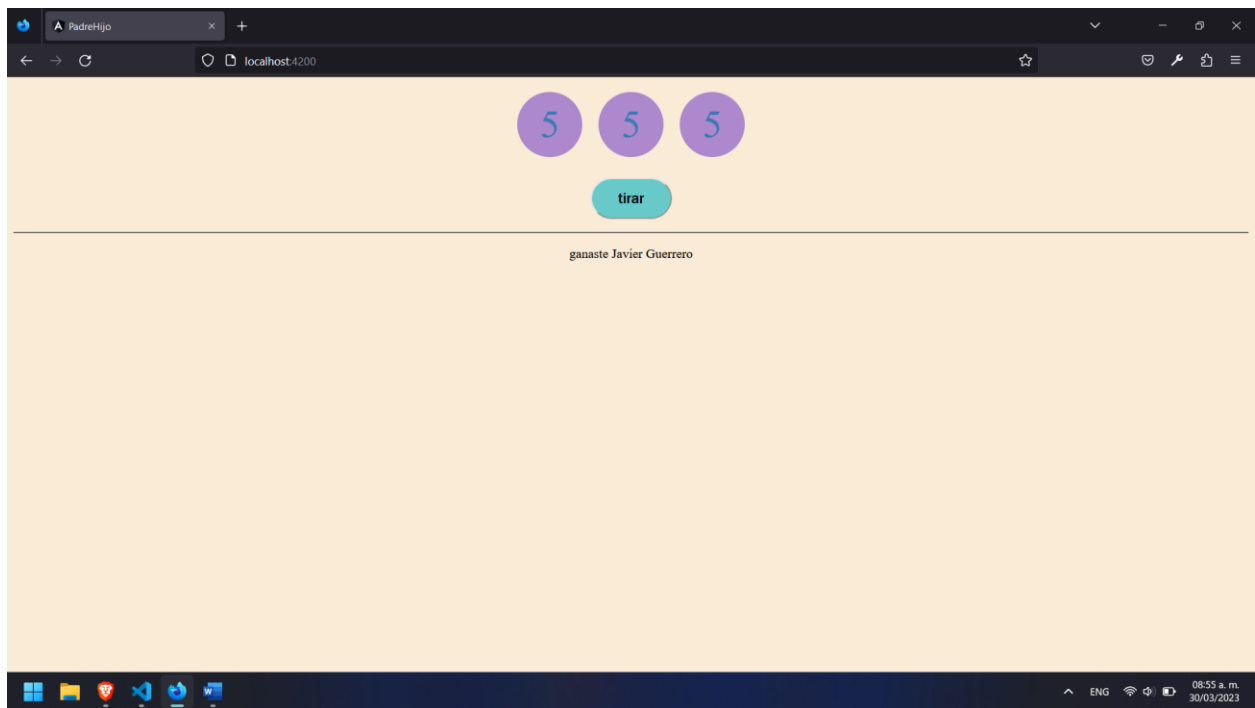 PadreHijo
localhost:4200
5 5 5
tirar
ganaste Javier Guerrero
ENG
08:55 a. m.
30/03/2023